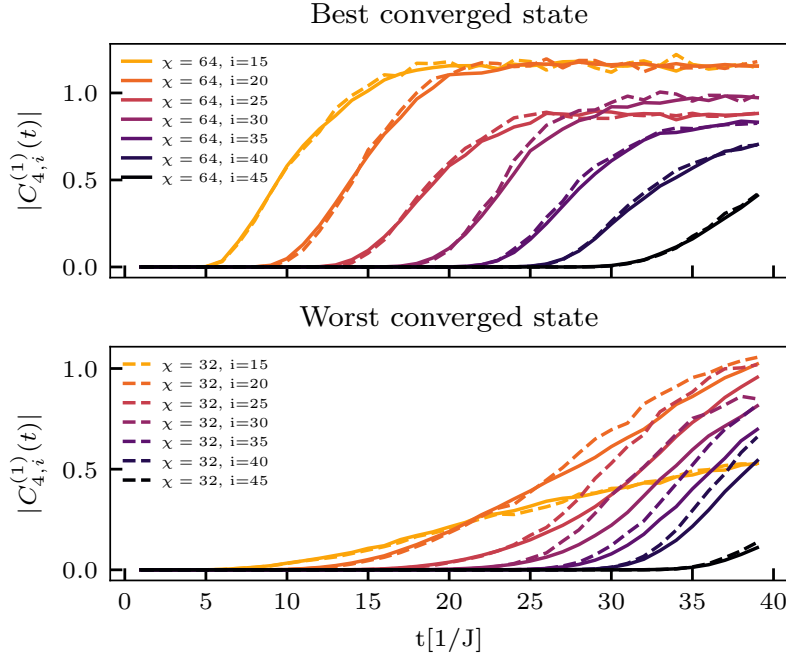 Best converged state
|C_{4,i}^{(1)}(t)|
1.0
0.5
0.0
χ = 64, i=15
χ = 64, i=20
χ = 64, i=25
χ = 64, i=30
χ = 64, i=35
χ = 64, i=40
χ = 64, i=45
Worst converged state
|C_{4,i}^{(1)}(t)|
1.0
0.5
0.0
χ = 32, i=15
χ = 32, i=20
χ = 32, i=25
χ = 32, i=30
χ = 32, i=35
χ = 32, i=40
χ = 32, i=45
0 5 10 15 20 25 30 35 40
t[1/J]